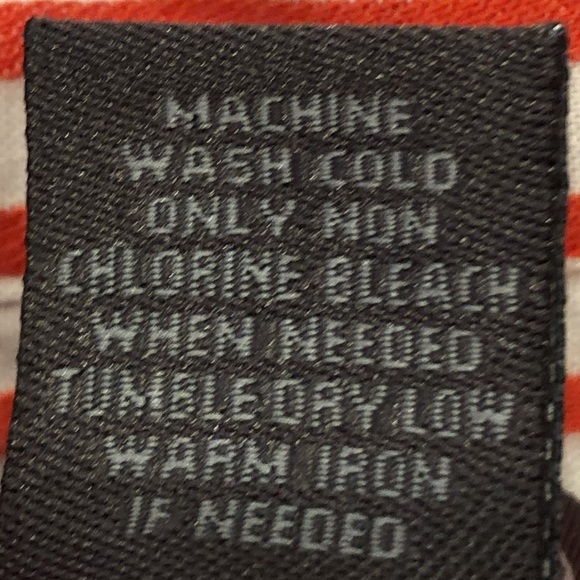 MACHINE
WASH COLD
ONLY NON
CHLORINE BLEACH
WHEN NEEDED
TUMBLE DRY LOW
WARM IRON
IF NEEDED